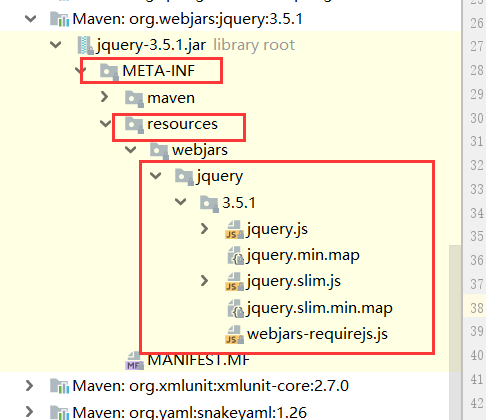 Maven: org.webjars:jquery:3.5.1
jquery-3.5.1.jar library root
META-INF
maven
resources
webjars
jquery
3.5.1
jquery.js
jquery.min.map
jquery.slim.js
jquery.slim.min.map
webjars-requirejs.js
MANIFEST.MF
Maven: org.xmlunit:xmlunit-core:2.7.0
Maven: org.yaml:snakeyaml:1.26
26
27
28
29
30
31
32
33
34
35
36
37
38
39
40
41
42